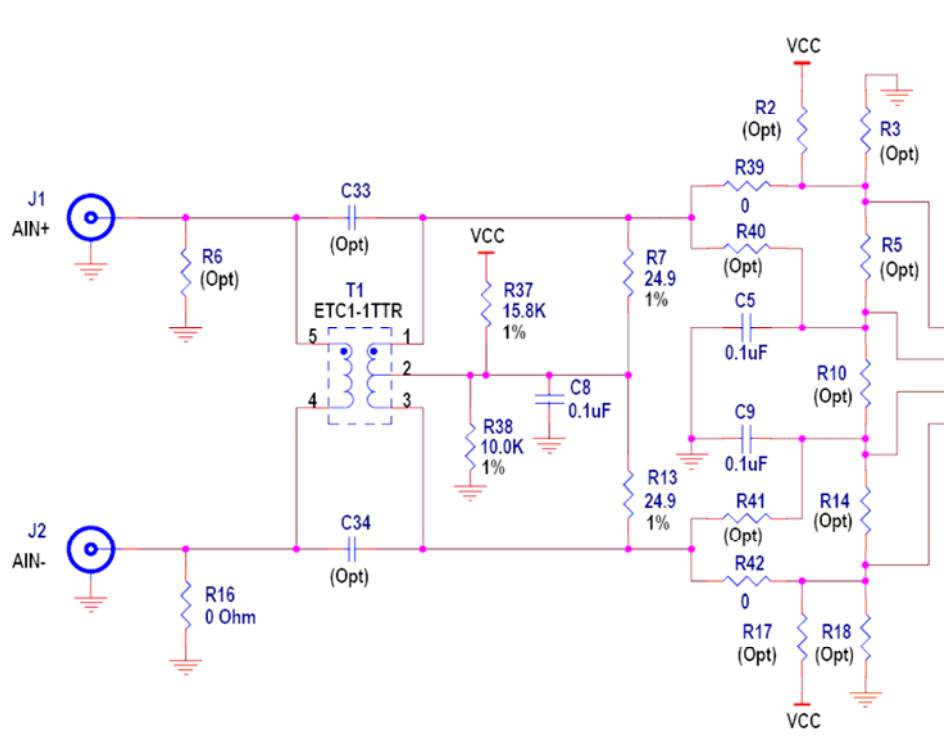 VCC
R2
(Opt)
R3
(Opt)
R39
0
J1
AIN+
C33
(Opt)
R40
(Opt)
R6
(Opt)
VCC
R7
24.9
1%
R5
(Opt)
R37
15.8K
1%
T1
ETC1-1TTR
5
1
2
4
3
C5
0.1uF
C8
0.1uF
R10
(Opt)
R38
10.0K
1%
C9
0.1uF
R13
24.9
1%
R41
(Opt)
R14
(Opt)
J2
AIN-
C34
(Opt)
R42
0
R16
0 Ohm
R17
(Opt)
R18
(Opt)
VCC